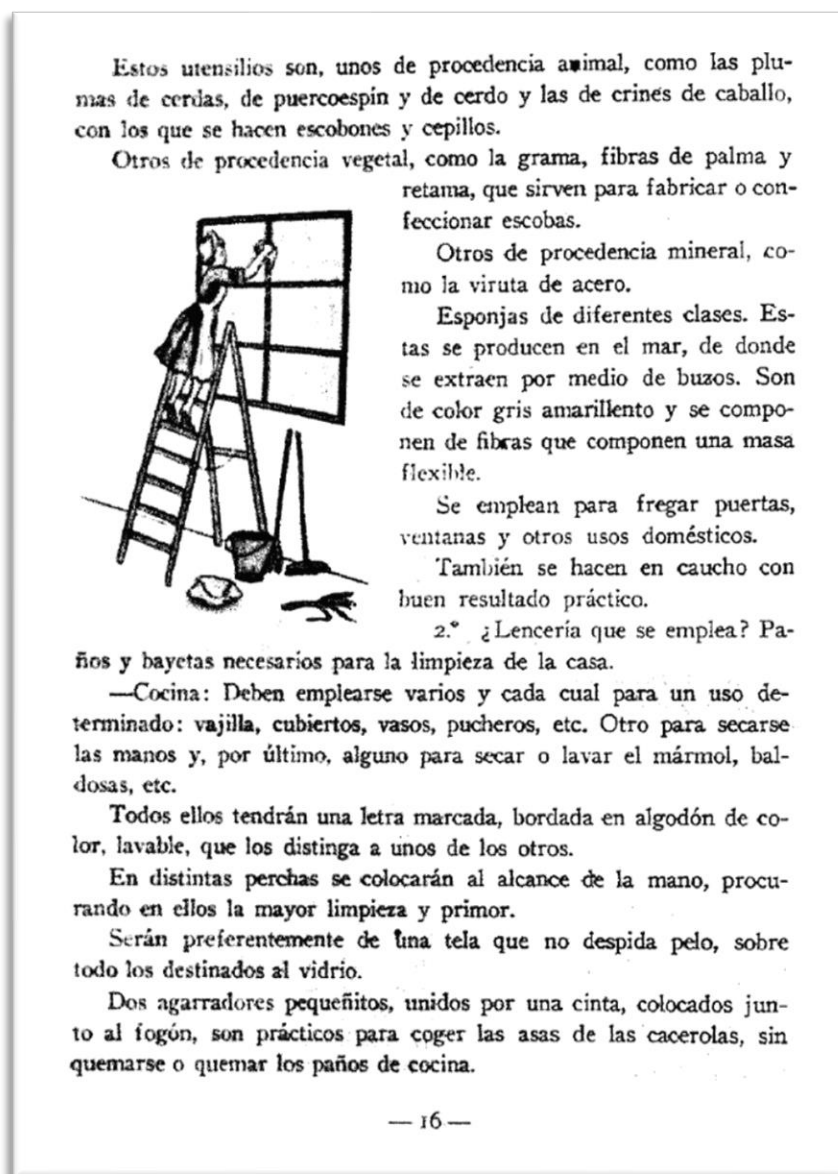 Estos utensilios son, unos de procedencia animal, como las plu-
mas de cerdas, de puercoespín y de cerdo y las de crines de caballo,
con los que se hacen escobones y cepillos.
Otros de procedencia vegetal, como la grama, fibras de palma y
retama, que sirven para fabricar o con-
feccionar escobas.
Otros de procedencia mineral, co-
mo la viruta de acero.
Esponjas de diferentes clases. Es-
tas se producen en el mar, de donde
se extraen por medio de buzos. Son
de color gris amarillento y se compo-
nen de fibras que componen una masa
flexible.
Se emplean para fregar puertas,
ventanas y otros usos domésticos.
También se hacen en caucho con
buen resultado práctico.
2.º ¿Lencería que se emplea? Pa-
ños y bayetas necesarios para la limpieza de la casa.
—Cocina: Deben emplearse varios y cada cual para un uso de-
terminado: vajilla, cubiertos, vasos, pucheros, etc. Otro para secarse
las manos y, por último, alguno para secar o lavar el mármol, bal-
dosas, etc.
Todos ellos tendrán una letra marcada, bordada en algodón de co-
lor, lavable, que los distinga a unos de los otros.
En distintas perchas se colocarán al alcance de la mano, procu-
rando en ellos la mayor limpieza y primor.
Serán preferentemente de una tela que no despida pelo, sobre
todo los destinados al vidrio.
Dos agarradores pequeñitos, unidos por una cinta, colocados jun-
to al fogón, son prácticos para coger las asas de las cacerolas, sin
quemarse o quemar los paños de cocina.
— 16 —